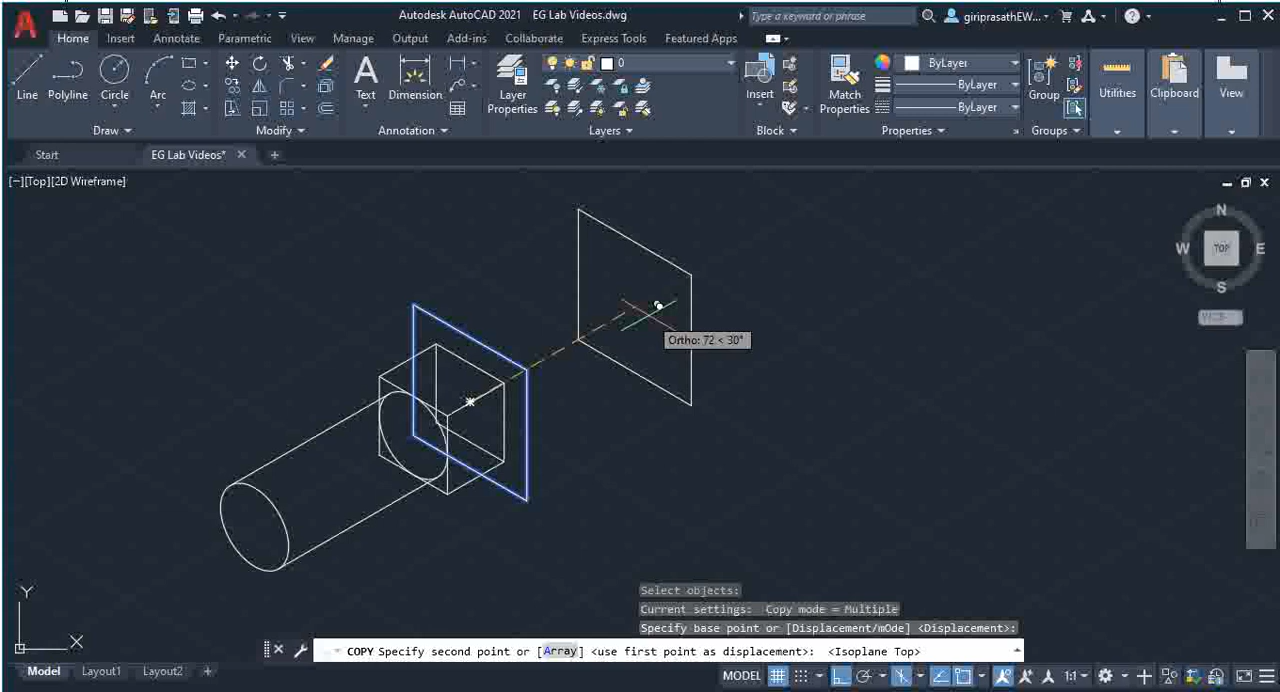 Autodesk AutoCAD 2021 EG Lab Videos.dwg
Type a keyword or phrase
giriprasathEW...
Home Insert Annotate Parametric View Manage Output Add-ins Collaborate Express Tools Featured Apps
Line
Polyline
Circle
Arc
Text
Dimension
Layer Properties
0
Insert
Match Properties
ByLayer
ByLayer
ByLayer
Group
Utilities
Clipboard
View
Draw
Modify
Annotation
Layers
Block
Properties
Groups
Start
EG Lab Videos*
[−][Top][2D Wireframe]
N
W TOP E
S
Ortho: 72 < 30°
Y
X
Select objects:
Current settings: Copy mode = Multiple
Specify base point or [Displacement/mOde] <Displacement>:
COPY Specify second point or [Array] <use first point as displacement>: <Isoplane Top>
Model Layout1 Layout2 +
MODEL
1:1